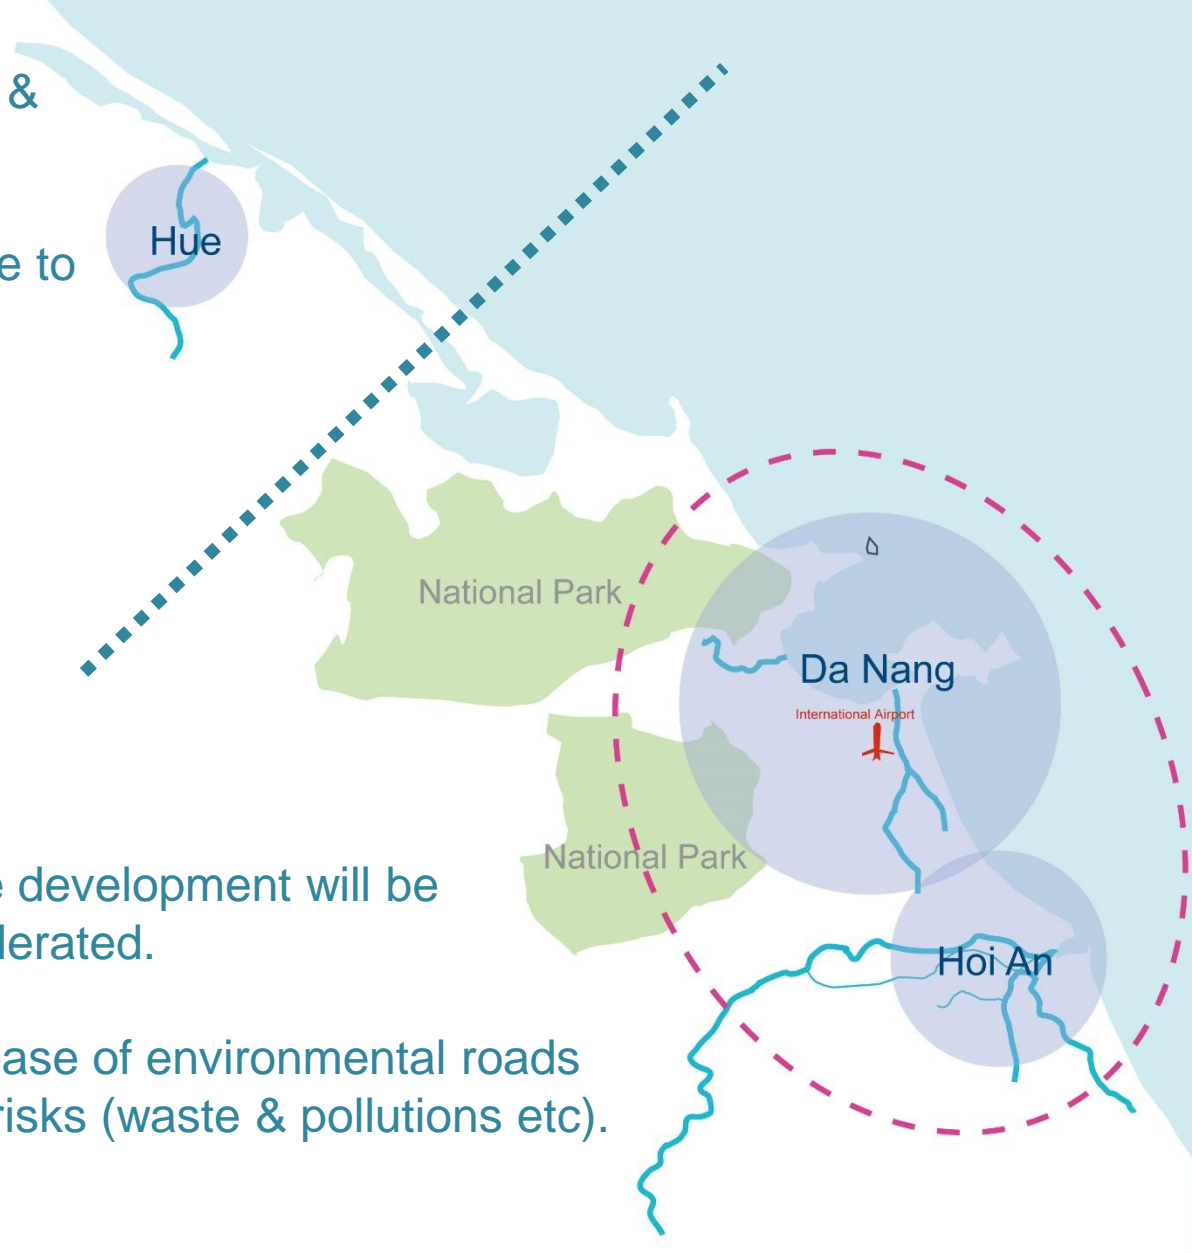 &
Hue
e to
National Park
Da Nang
International Airport
National Park
e development will be
lerated.
Hoi An
ease of environmental roads
risks (waste & pollutions etc).